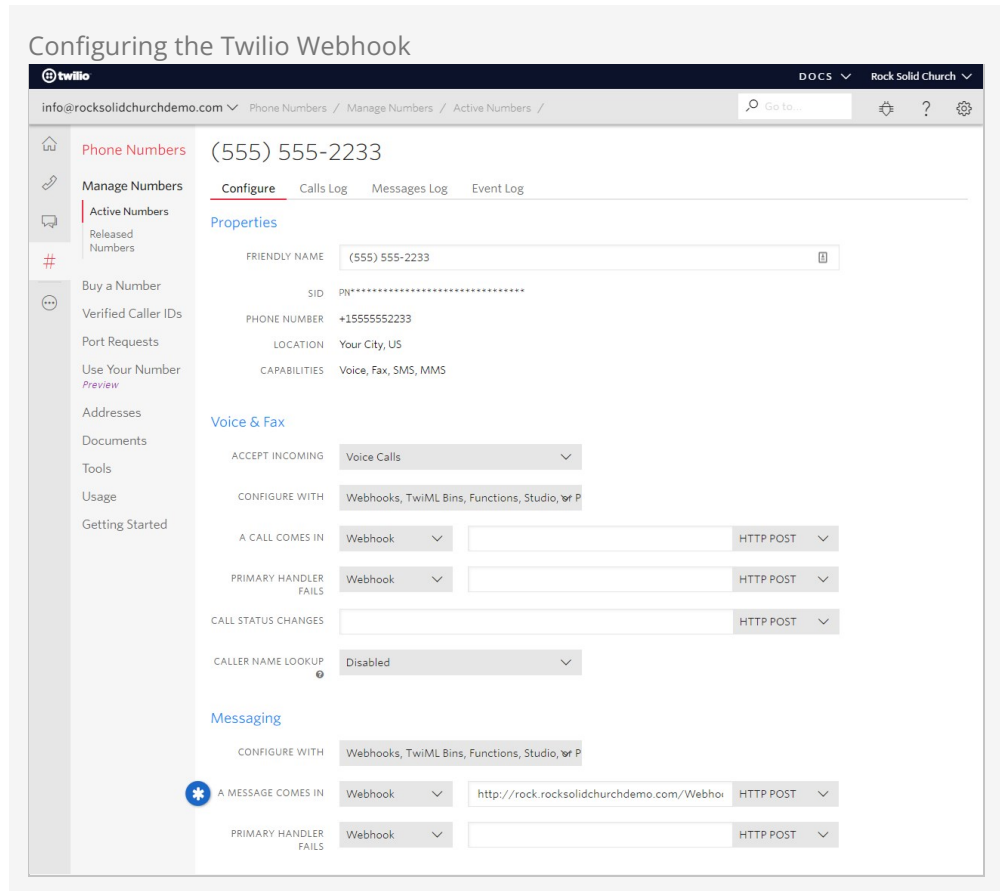 Configuring the Twilio Webhook
twilio DOCS Rock Solid Church
info@rocksolidchurchdemo.com Phone Numbers / Manage Numbers / Active Numbers / Go to...
Phone Numbers
Manage Numbers
Active Numbers
Released
Numbers
Buy a Number
Verified Caller IDs
Port Requests
Use Your Number
Preview
Addresses
Documents
Tools
Usage
Getting Started
(555) 555-2233
Configure Calls Log Messages Log Event Log
Properties
FRIENDLY NAME (555) 555-2233
SID PN********************************
PHONE NUMBER +15555552233
LOCATION Your City, US
CAPABILITIES Voice, Fax, SMS, MMS
Voice & Fax
ACCEPT INCOMING Voice Calls
CONFIGURE WITH Webhooks, TwiML Bins, Functions, Studio, or P
A CALL COMES IN Webhook HTTP POST
PRIMARY HANDLER Webhook HTTP POST
FAILS
CALL STATUS CHANGES HTTP POST
CALLER NAME LOOKUP Disabled
?
Messaging
CONFIGURE WITH Webhooks, TwiML Bins, Functions, Studio, or P
A MESSAGE COMES IN Webhook http://rock.rocksolidchurchdemo.com/Webho HTTP POST
PRIMARY HANDLER Webhook HTTP POST
FAILS